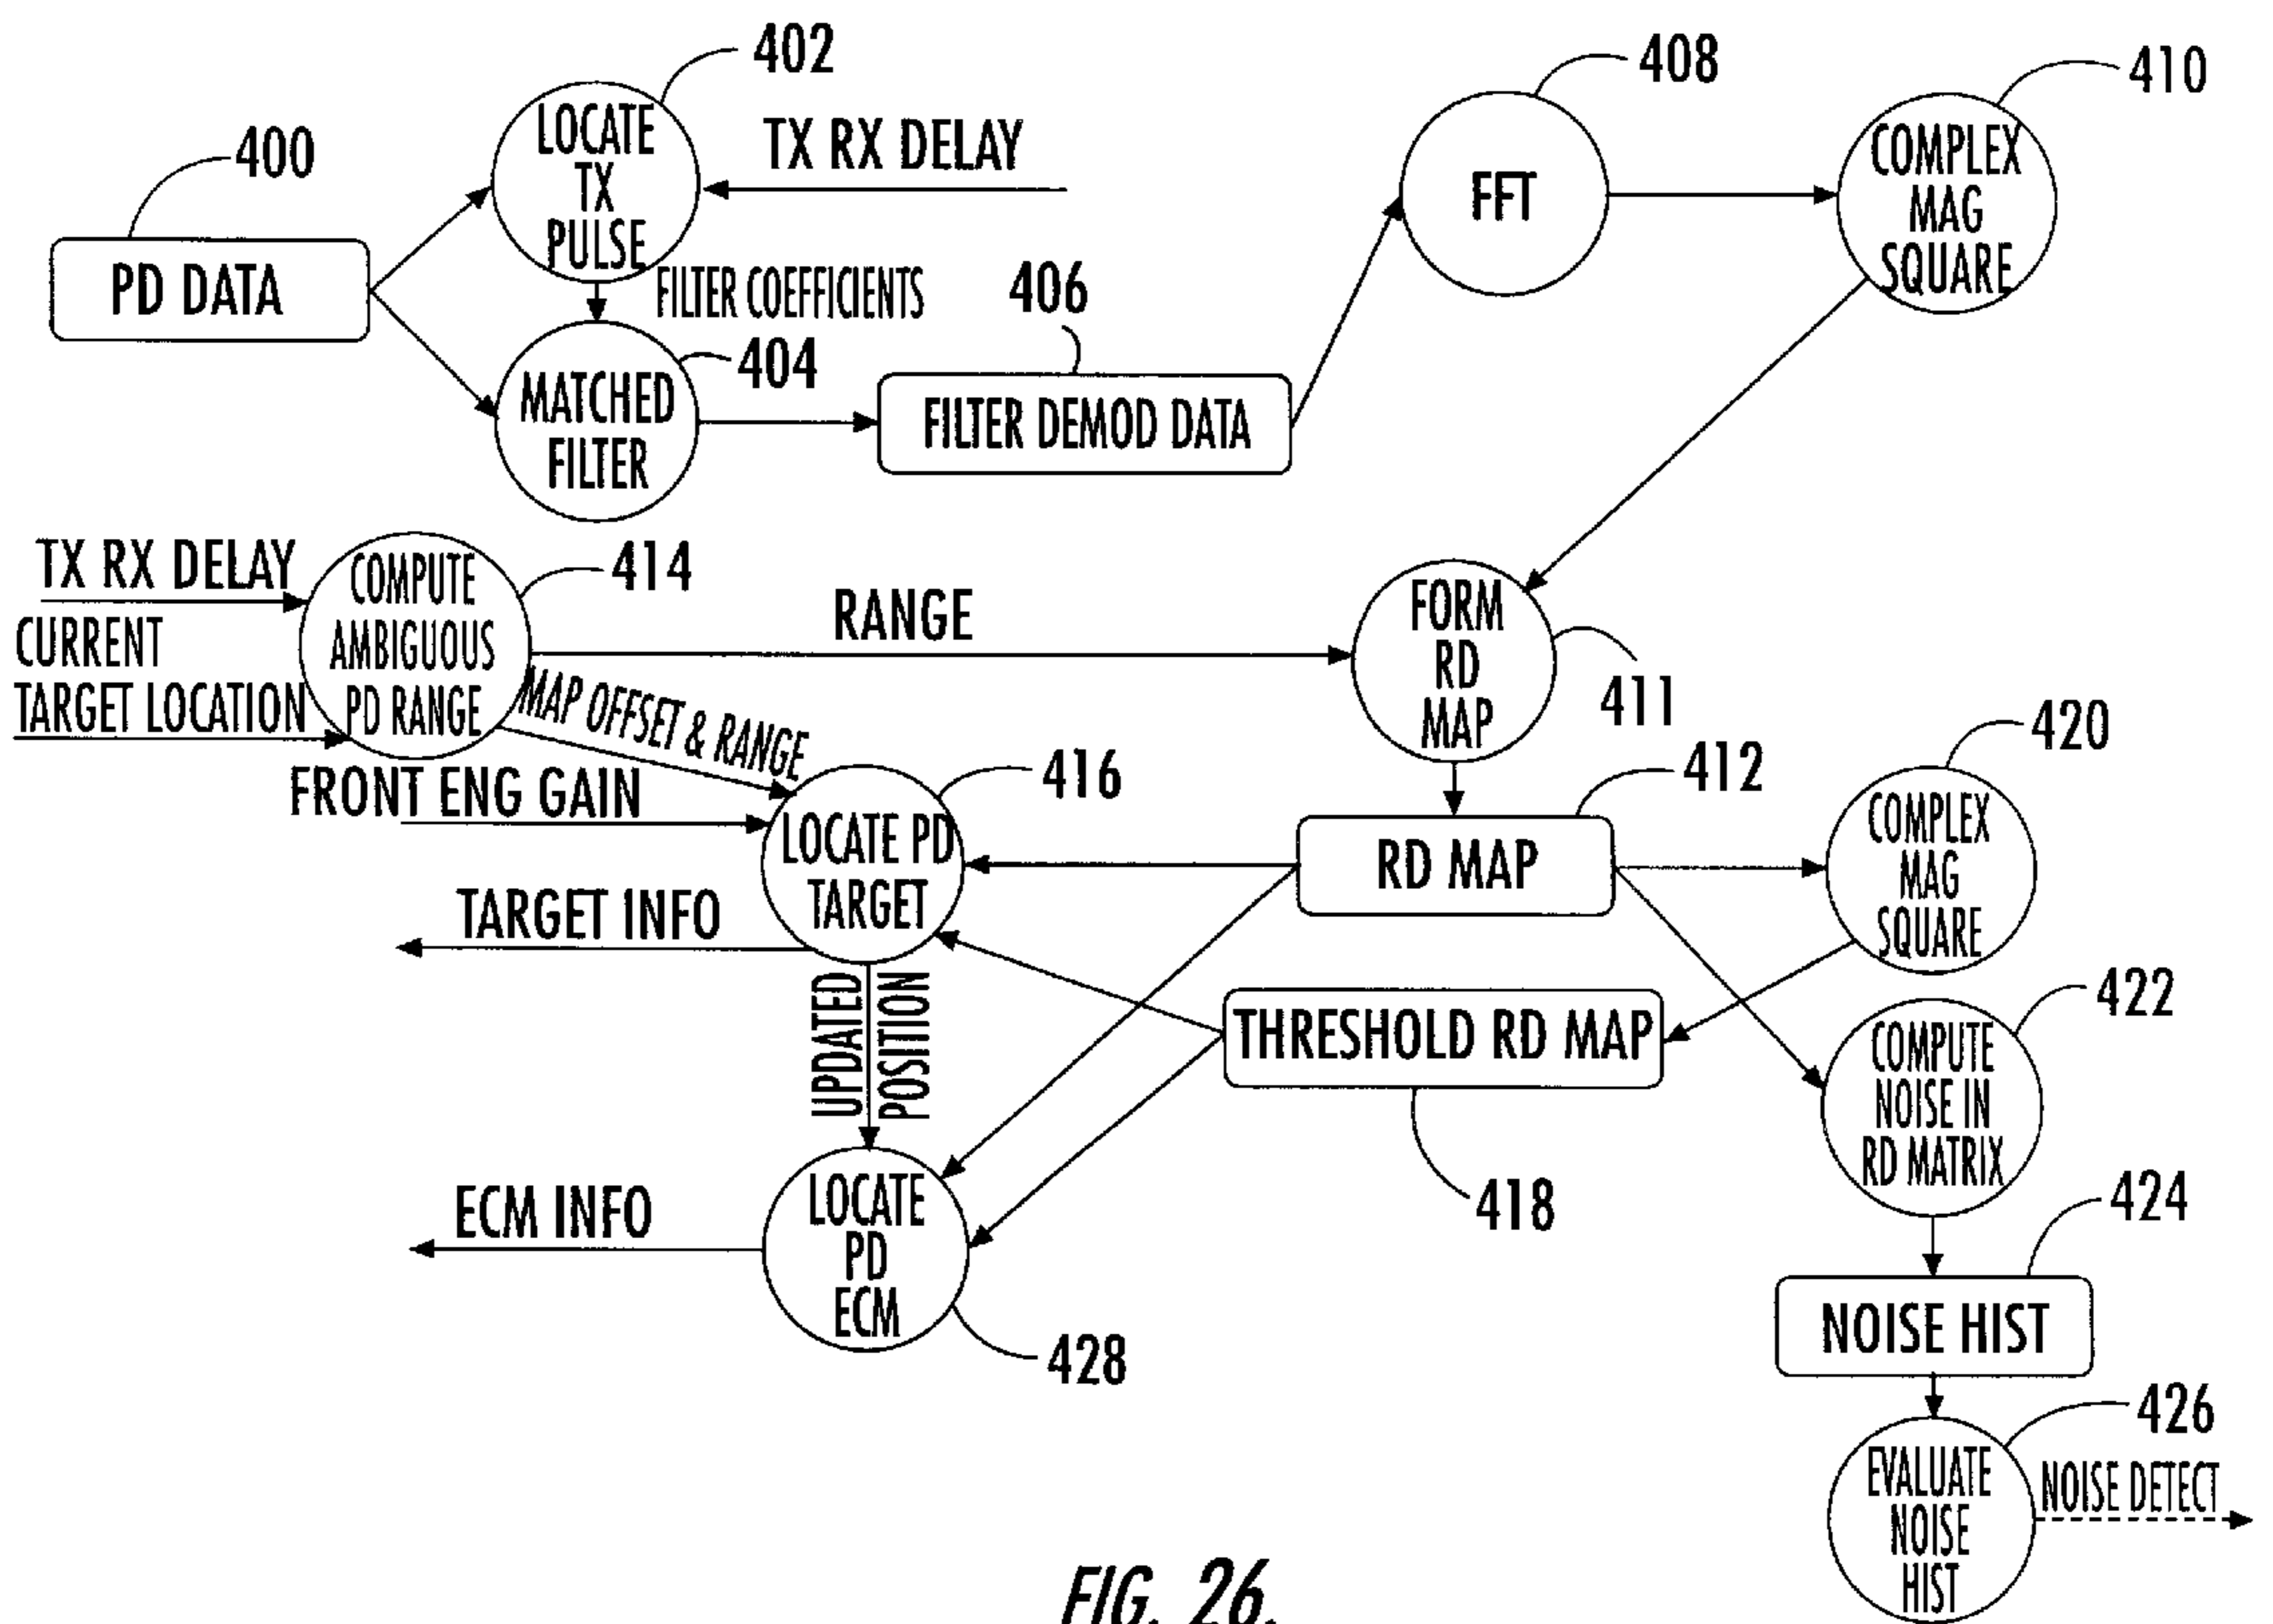 402
408
410
LOCATE
TX
PULSE
TX RX DELAY
400
PD DATA
FFT
COMPLEX
MAG
SQUARE
FILTER COEFFICIENTS
406
404
MATCHED
FILTER
FILTER DEMOD DATA
TX RX DELAY
CURRENT
TARGET LOCATION
COMPUTE
AMBIGUOUS
PD RANGE
414
RANGE
FORM
RD
MAP
411
MAP OFFSET & RANGE
FRONT ENG GAIN
416
412
420
LOCATE PD
TARGET
RD MAP
COMPLEX
MAG
SQUARE
TARGET INFO
UPDATED
POSITION
THRESHOLD RD MAP
422
COMPUTE
NOISE IN
RD MATRIX
418
424
ECM INFO
LOCATE
PD
ECM
428
NOISE HIST
426
EVALUATE
NOISE
HIST
NOISE DETECT
FIG. 26.